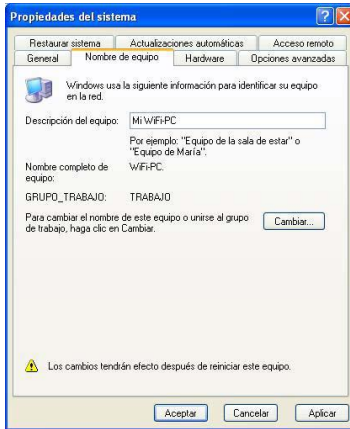 Propiedades del sistema
Restaurar sistema
Actualizaciones automáticas
Acceso remoto
General
Nombre de equipo
Hardware
Opciones avanzadas
Windows usa la siguiente información para identificar su equipo
en la red.
Descripción del equipo:
Mi WiFi-PC
Por ejemplo: "Equipo de la sala de estar" o
"Equipo de María".
Nombre completo de
equipo:
WiFi-PC.
GRUPO_TRABAJO:
TRABAJO
Para cambiar el nombre de este equipo o unirse al grupo
de trabajo, haga clic en Cambiar.
Cambiar...
Los cambios tendrán efecto después de reiniciar este equipo.
Aceptar
Cancelar
Aplicar